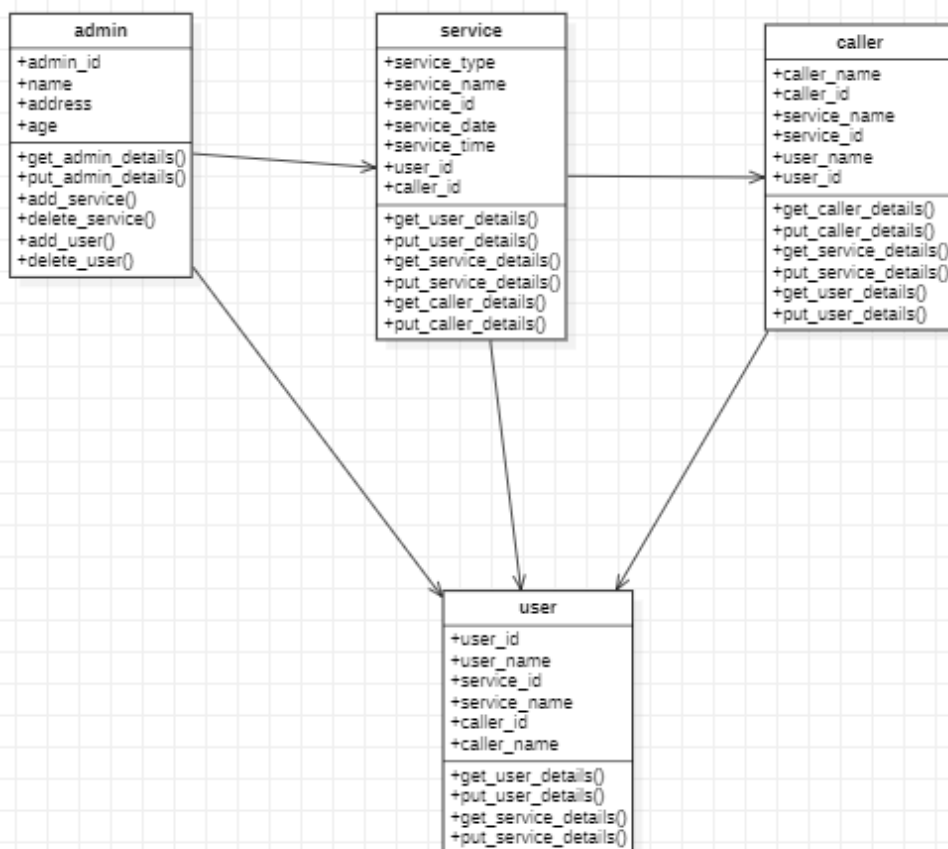 admin
+admin_id
+name
+address
+age
+get_admin_details()
+put_admin_details()
+add_service()
+delete_service()
+add_user()
+delete_user()
service
+service_type
+service_name
+service_id
+service_date
+service_time
+user_id
+caller_id
+get_user_details()
+put_user_details()
+get_service_details()
+put_service_details()
+get_caller_details()
+put_caller_details()
caller
+caller_name
+caller_id
+service_name
+service_id
+user_name
+user_id
+get_caller_details()
+put_caller_details()
+get_service_details()
+put_service_details()
+get_user_details()
+put_user_details()
user
+user_id
+user_name
+service_id
+service_name
+caller_id
+caller_name
+get_user_details()
+put_user_details()
+get_service_details()
+put_service_details()